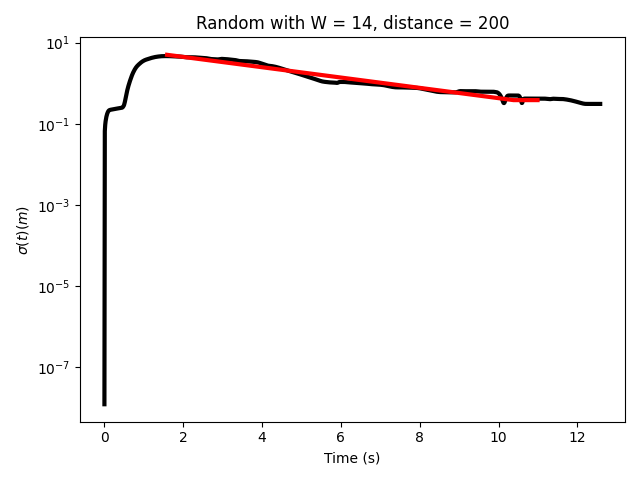 Random with W = 14, distance = 200
10^1
10^-1
10^-3
10^-5
10^-7
σ(t)(m)
0 2 4 6 8 10 12
Time (s)